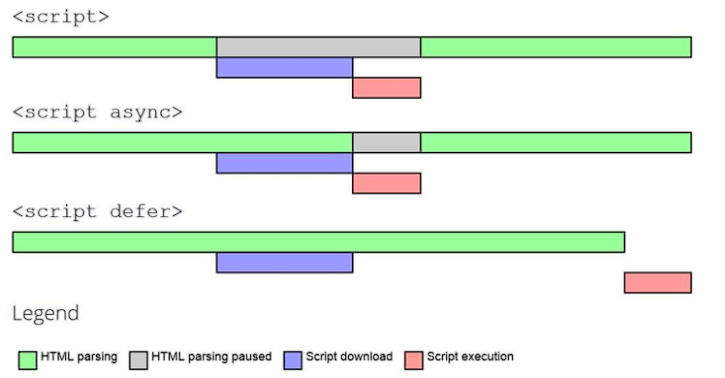 <script>
<script async>
<script defer>
Legend
HTML parsing HTML parsing paused Script download Script execution